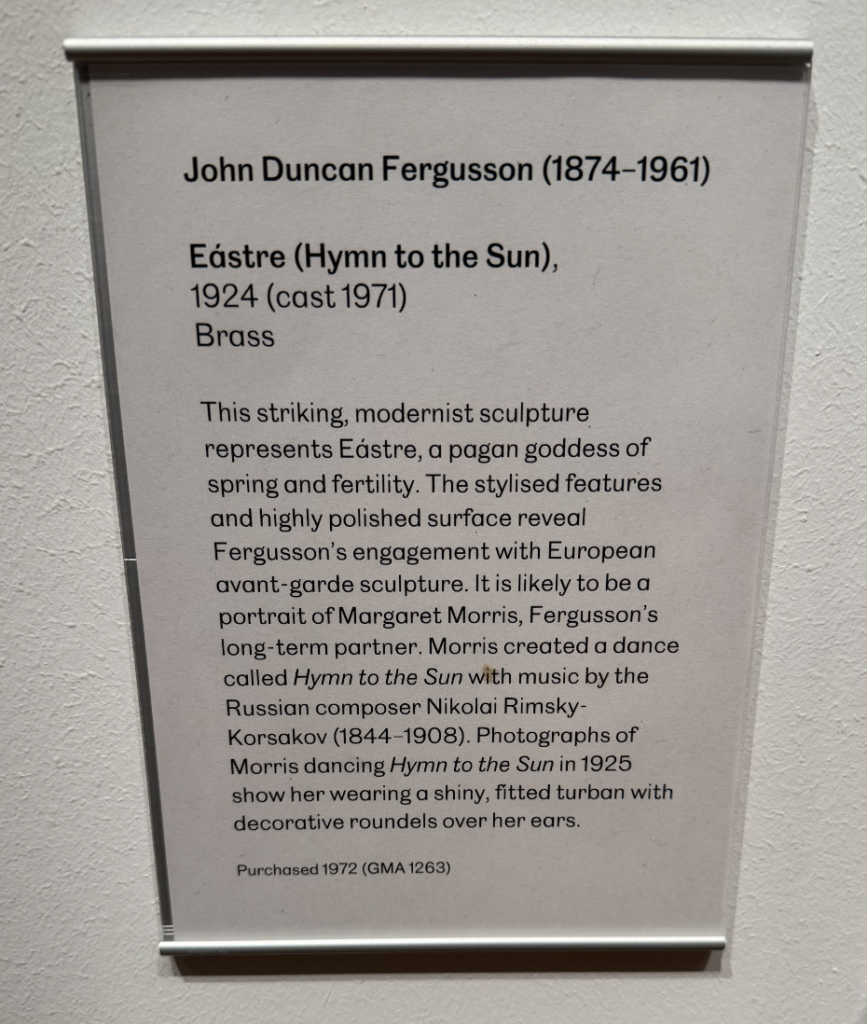 John Duncan Fergusson (1874–1961)
Eástre (Hymn to the Sun),
1924 (cast 1971)
Brass
This striking, modernist sculpture
represents Eástre, a pagan goddess of
spring and fertility. The stylised features
and highly polished surface reveal
Fergusson's engagement with European
avant-garde sculpture. It is likely to be a
portrait of Margaret Morris, Fergusson's
long-term partner. Morris created a dance
called Hymn to the Sun with music by the
Russian composer Nikolai Rimsky-
Korsakov (1844–1908). Photographs of
Morris dancing Hymn to the Sun in 1925
show her wearing a shiny, fitted turban with
decorative roundels over her ears.
Purchased 1972 (GMA 1263)